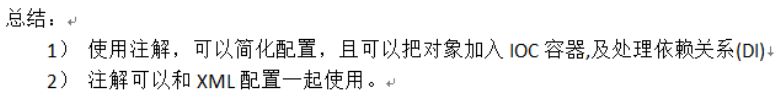 总结：
1） 使用注解，可以简化配置，且可以把对象加入 IOC 容器,及处理依赖关系(DI)
2） 注解可以和 XML 配置一起使用。